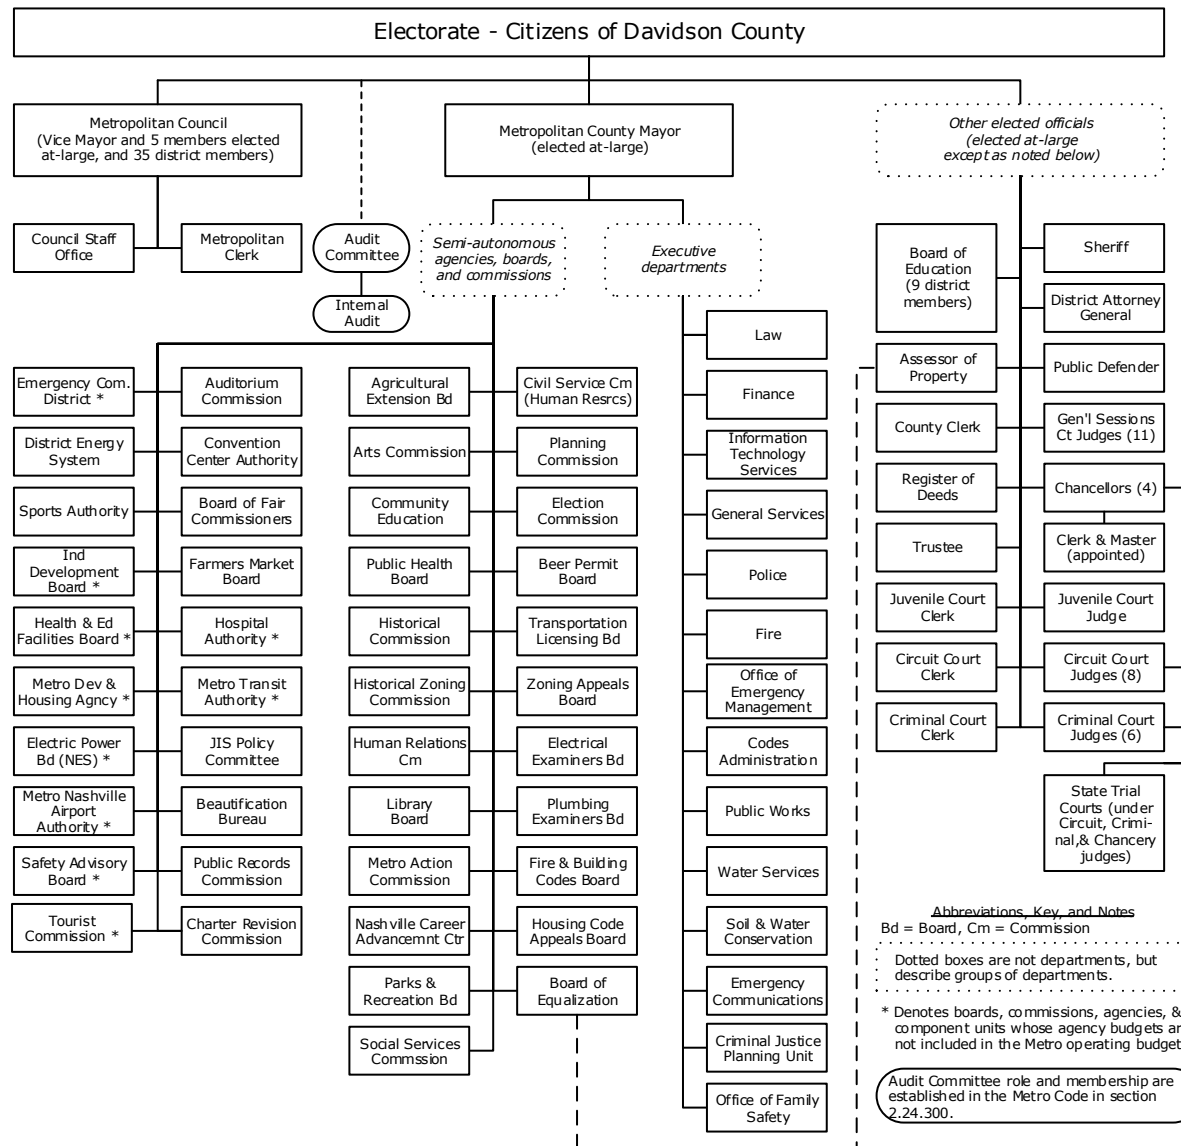 Electorate - Citizens of Davidson County
Metropolitan Council
(Vice Mayor and 5 members elected
at-large, and 35 district members)
Metropolitan County Mayor
(elected at-large)
Other elected officials
(elected at-large
except as noted below)
Council Staff
Office
Metropolitan
Clerk
Audit
Committee
Internal
Audit
Semi-autonomous
agencies, boards,
and commissions
Executive
departments
Emergency Com.
District *
Auditorium
Commission
District Energy
System
Convention
Center Authority
Sports Authority
Board of Fair
Commissioners
Ind
Development
Board *
Farmers Market
Board
Health & Ed
Facilities Board *
Hospital
Authority *
Metro Dev &
Housing Agncy *
Metro Transit
Authority *
Electric Power
Bd (NES) *
JIS Policy
Committee
Metro Nashville
Airport
Authority *
Beautification
Bureau
Safety Advisory
Board *
Public Records
Commission
Tourist
Commission *
Charter Revision
Commission
Agricultural
Extension Bd
Civil Service Cm
(Human Resrcs)
Arts Commission
Planning
Commission
Community
Education
Election
Commission
Public Health
Board
Beer Permit
Board
Historical
Commission
Transportation
Licensing Bd
Historical Zoning
Commission
Zoning Appeals
Board
Human Relations
Cm
Electrical
Examiners Bd
Library
Board
Plumbing
Examiners Bd
Metro Action
Commission
Fire & Building
Codes Board
Nashville Career
Advancemnt Ctr
Housing Code
Appeals Board
Parks &
Recreation Bd
Board of
Equalization
Social Services
Commssion
Law
Finance
Information
Technology
Services
General Services
Police
Fire
Office of
Emergency
Management
Codes
Administration
Public Works
Water Services
Soil & Water
Conservation
Emergency
Communications
Criminal Justice
Planning Unit
Office of Family
Safety
Board of
Education
(9 district
members)
Sheriff
District Attorney
General
Assessor of
Property
Public Defender
County Clerk
Gen'l Sessions
Ct Judges (11)
Register of
Deeds
Chancellors (4)
Trustee
Clerk & Master
(appointed)
Juvenile Court
Clerk
Juvenile Court
Judge
Circuit Court
Clerk
Circuit Court
Judges (8)
Criminal Court
Clerk
Criminal Court
Judges (6)
State Trial
Courts (under
Circuit, Crimi-
nal,& Chancery
judges)
Abbreviations, Key, and Notes
Bd = Board, Cm = Commission
Dotted boxes are not departments, but
describe groups of departments.
* Denotes boards, commissions, agencies, &
component units whose agency budgets
not included in the Metro operating budget
Audit Committee role and membership are
established in the Metro Code in section
2.24.300.